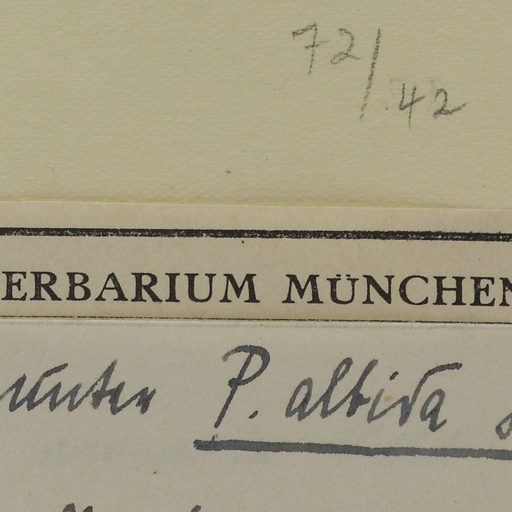 72/42
ERBARIUM MÜNCHEN
unter P. albida